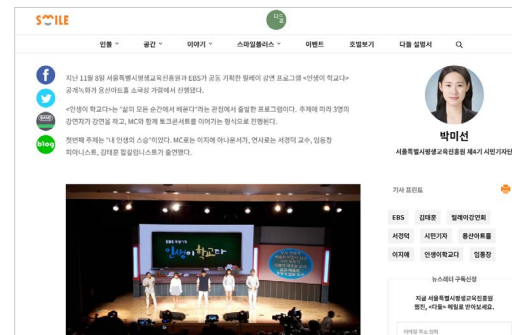 SMILE
다들
인물
공간
이야기
스마일플러스
이벤트
호별보기
다들 설명서
지난 11월 8일 서울특별시평생교육진흥원과 EBS가 공동 기획한 릴레이 강연 프로그램 <인생이 학교다>
공개녹화가 용산아트홀 소극장 가람에서 진행됐다.
<인생이 학교다>는 "삶의 모든 순간에서 배운다"라는 관점에서 출발한 프로그램이다. 주제에 따라 3명의
강연자가 강연을 하고, MC와 함께 토크콘서트를 이어가는 형식으로 진행된다.
첫번째 주제는 "내 인생의 스승"이었다. MC로는 이지애 아나운서가, 연사로는 서경덕 교수, 임동창
피아니스트, 김태훈 팝칼럼니스트가 출연했다.
blog
인생이 학교다
박미선
서울특별시평생교육진흥원 제4기 시민기자단
기사 프린트
EBS
김태훈
릴레이강연회
서경덕
시민기자
용산아트홀
이지애
인생이학교다
임동창
뉴스레터 구독신청
지금 서울특별시평생교육진흥원
웹진, <다들> 메일로 받아보세요.
이메일 주소 입력